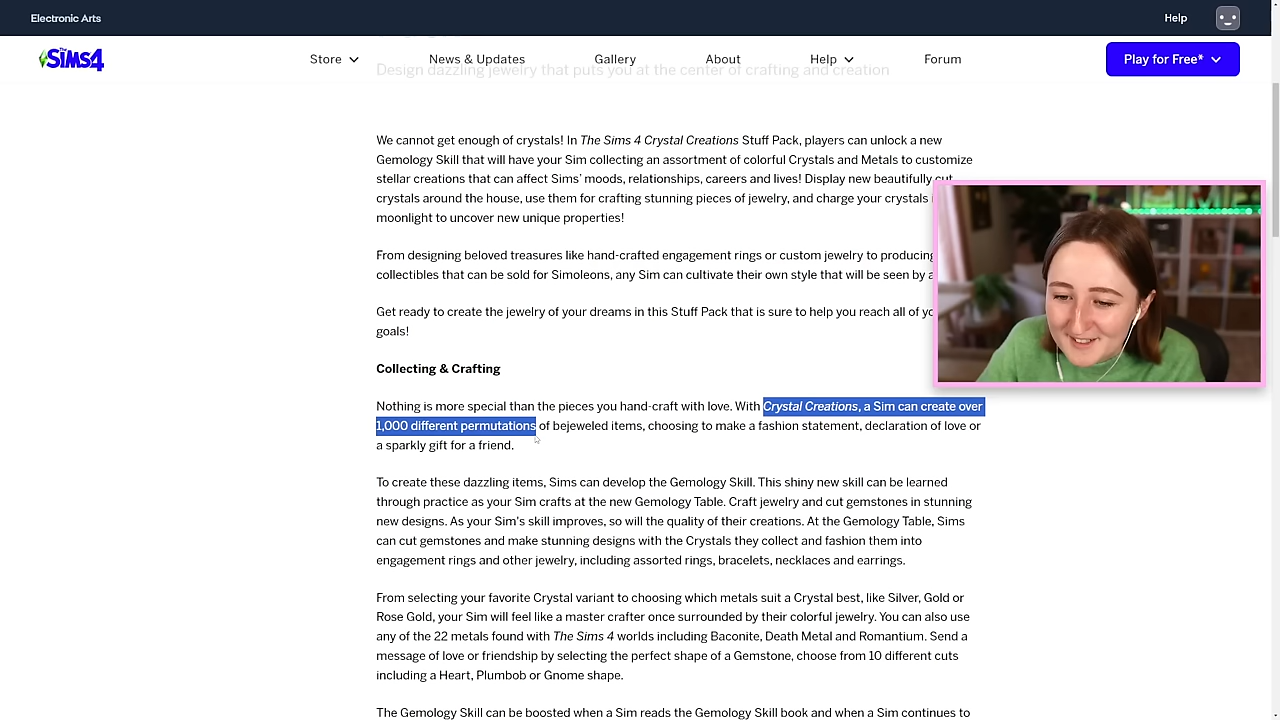 Electronic Arts
Help
The Sims 4
Store
News & Updates
Gallery
About
Help
Forum
Play for Free*
Design dazzling jewelry that puts you at the center of crafting and creation
We cannot get enough of crystals! In The Sims 4 Crystal Creations Stuff Pack, players can unlock a new
Gemology Skill that will have your Sim collecting an assortment of colorful Crystals and Metals to customize
stellar creations that can affect Sims' moods, relationships, careers and lives! Display new beautifully cut
crystals around the house, use them for crafting stunning pieces of jewelry, and charge your crystals
moonlight to uncover new unique properties!
From designing beloved treasures like hand-crafted engagement rings or custom jewelry to producing
collectibles that can be sold for Simoleons, any Sim can cultivate their own style that will be seen by
Get ready to create the jewelry of your dreams in this Stuff Pack that is sure to help you reach all of
goals!
Collecting & Crafting
Nothing is more special than the pieces you hand-craft with love. With Crystal Creations, a Sim can create over
1,000 different permutations of bejeweled items, choosing to make a fashion statement, declaration of love or
a sparkly gift for a friend.
To create these dazzling items, Sims can develop the Gemology Skill. This shiny new skill can be learned
through practice as your Sim crafts at the new Gemology Table. Craft jewelry and cut gemstones in stunning
new designs. As your Sim's skill improves, so will the quality of their creations. At the Gemology Table, Sims
can cut gemstones and make stunning designs with the Crystals they collect and fashion them into
engagement rings and other jewelry, including assorted rings, bracelets, necklaces and earrings.
From selecting your favorite Crystal variant to choosing which metals suit a Crystal best, like Silver, Gold or
Rose Gold, your Sim will feel like a master crafter once surrounded by their colorful jewelry. You can also use
any of the 22 metals found with The Sims 4 worlds including Baconite, Death Metal and Romantium. Send a
message of love or friendship by selecting the perfect shape of a Gemstone, choose from 10 different cuts
including a Heart, Plumbob or Gnome shape.
The Gemology Skill can be boosted when a Sim reads the Gemology Skill book and when a Sim continues to